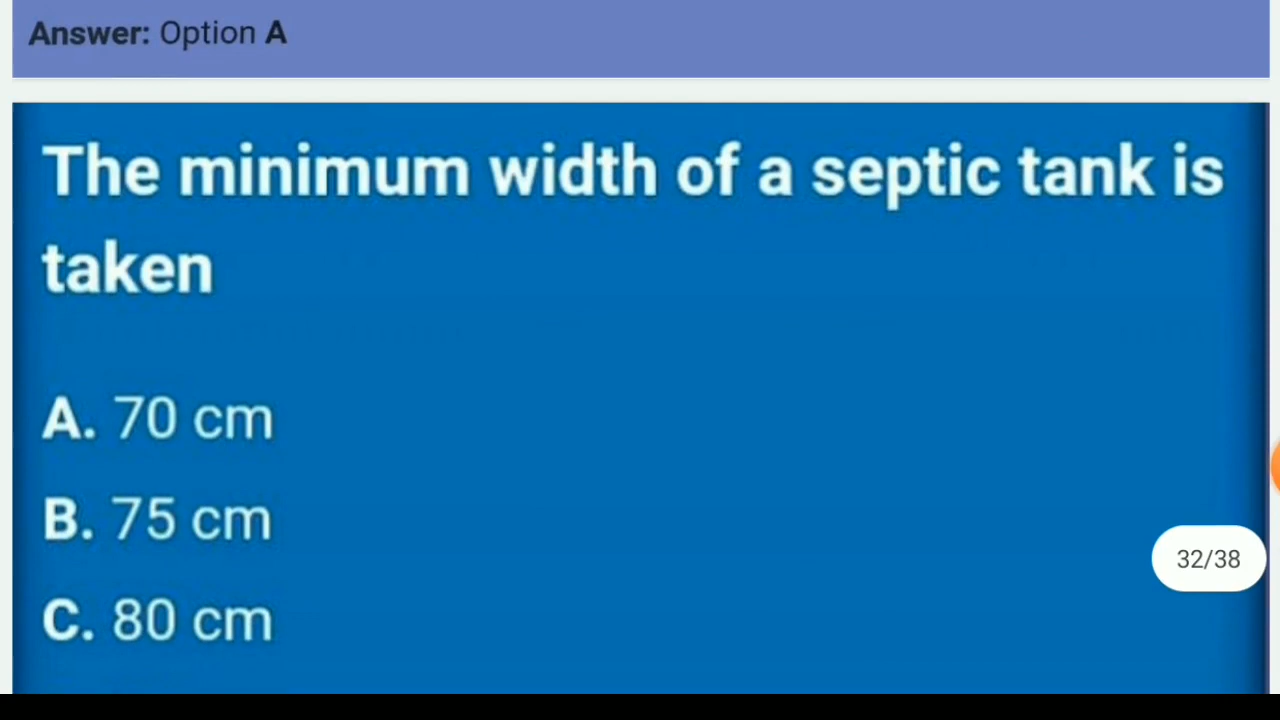 Answer: Option A
The minimum width of a septic tank is
taken
A. 70 cm
B. 75 cm
32/38
C. 80 cm